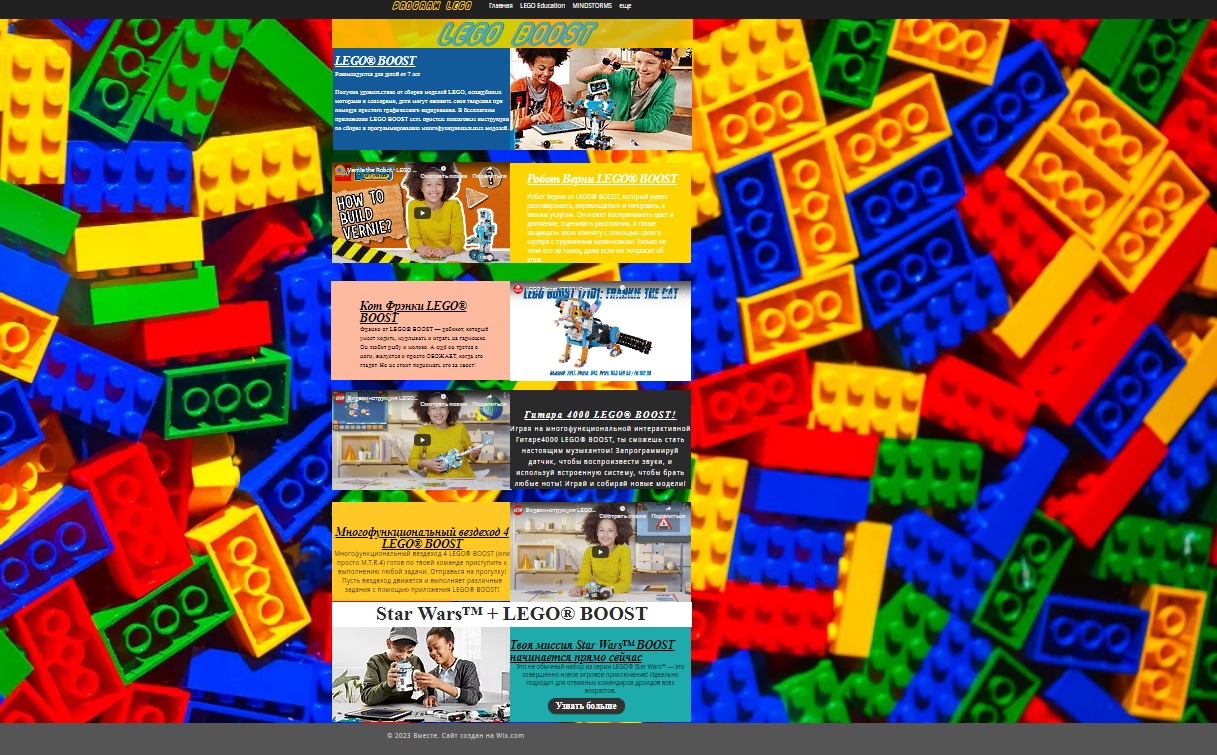 PROGRAM LEGO
Главная LEGO Education MINDSTORMS еще
LEGO BOOST
LEGO® BOOST
Рекомендуется для детей от 7 лет
Получив удовольствие от сборки моделей LEGO, оснащённых
моторами и сенсорами, дети могут оживить свои творения при
помощи простого графического кодирования. В бесплатном
приложении LEGO BOOST есть простые пошаговые инструкции
по сборке и программированию многофункциональных моделей.
Vernie the Robot - LEGO ...
Смотреть позже Поделиться
HOW TO
BUILD
VERNIE?
Робот Верни LEGO® BOOST
Робот Верни от LEGO® BOOST, который умеет
разговаривать, перемещаться и танцевать, к
вашим услугам. Он может воспринимать цвет и
движение, оценивать расстояния, а также
защищать твою комнату с помощью своего
шутера с пружинным механизмом! Только не
тяни его за палец, даже если он попросит об
этом.
Кот Фрэнки LEGO®
BOOST
Фрэнки от LEGO® BOOST — робокот, который
умеет ходить, мурлыкать и играть на гармошке.
Он любит рыбу и молоко. А ещё он трётся о
ноги, жалуется и просто ОБОЖАЕТ, когда его
гладят. Но не стоит поднимать его за хвост!
LEGO BOOST 17101: FRANKIE THE CAT
Видеоинструкция LEGO...
Смотреть позже Поделиться
Гитара 4000 LEGO® BOOST!
Играя на многофункциональной интерактивной
Гитаре4000 LEGO® BOOST, ты сможешь стать
настоящим музыкантом! Запрограммируй
датчик, чтобы воспроизвести звуки, и
используй встроенную систему, чтобы брать
любые ноты! Играй и собирай новые модели!
Многофункциональный вездеход 4
LEGO® BOOST
Многофункциональный вездеход 4 LEGO® BOOST (или
просто M.T.R.4) готов по твоей команде приступить к
выполнению любой задачи. Отправься на прогулку!
Пусть вездеход движется и выполняет различные
задания с помощью приложения LEGO® BOOST!
Видеоинструкция LEGO...
Смотреть позже Поделиться
Star Wars™ + LEGO® BOOST
Твоя миссия Star Wars™ BOOST
начинается прямо сейчас
Это не обычный набор из серии LEGO® Star Wars™ — это
совершенно новое игровое приключение! Идеально
подходит для отважных командиров дроидов всех
возрастов.
Узнать больше
© 2023 Вместе. Сайт создан на Wix.com